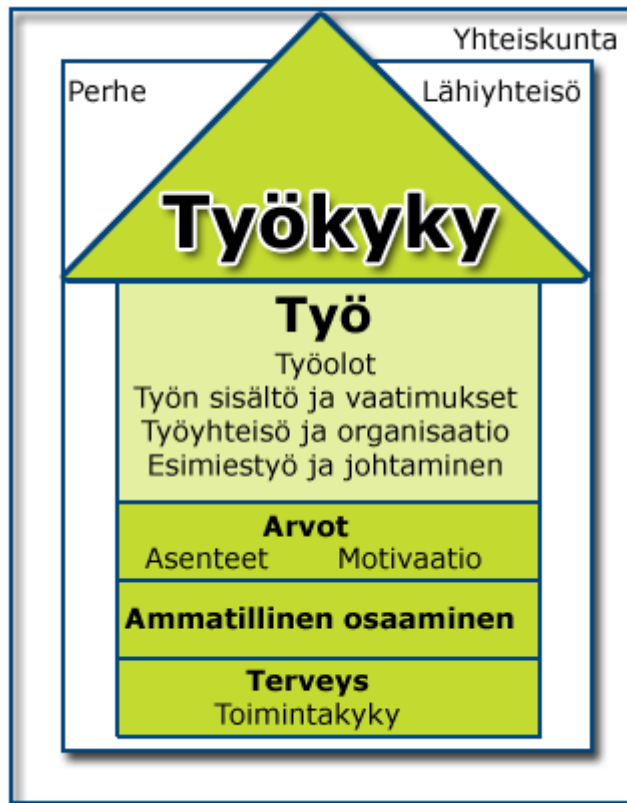 Yhteiskunta
Perhe Lähiyhteisö
Työkyky
Työ
Työolot
Työn sisältö ja vaatimukset
Työyhteisö ja organisaatio
Esimiestyö ja johtaminen
Arvot
Asenteet Motivaatio
Ammatillinen osaaminen
Terveys
Toimintakyky